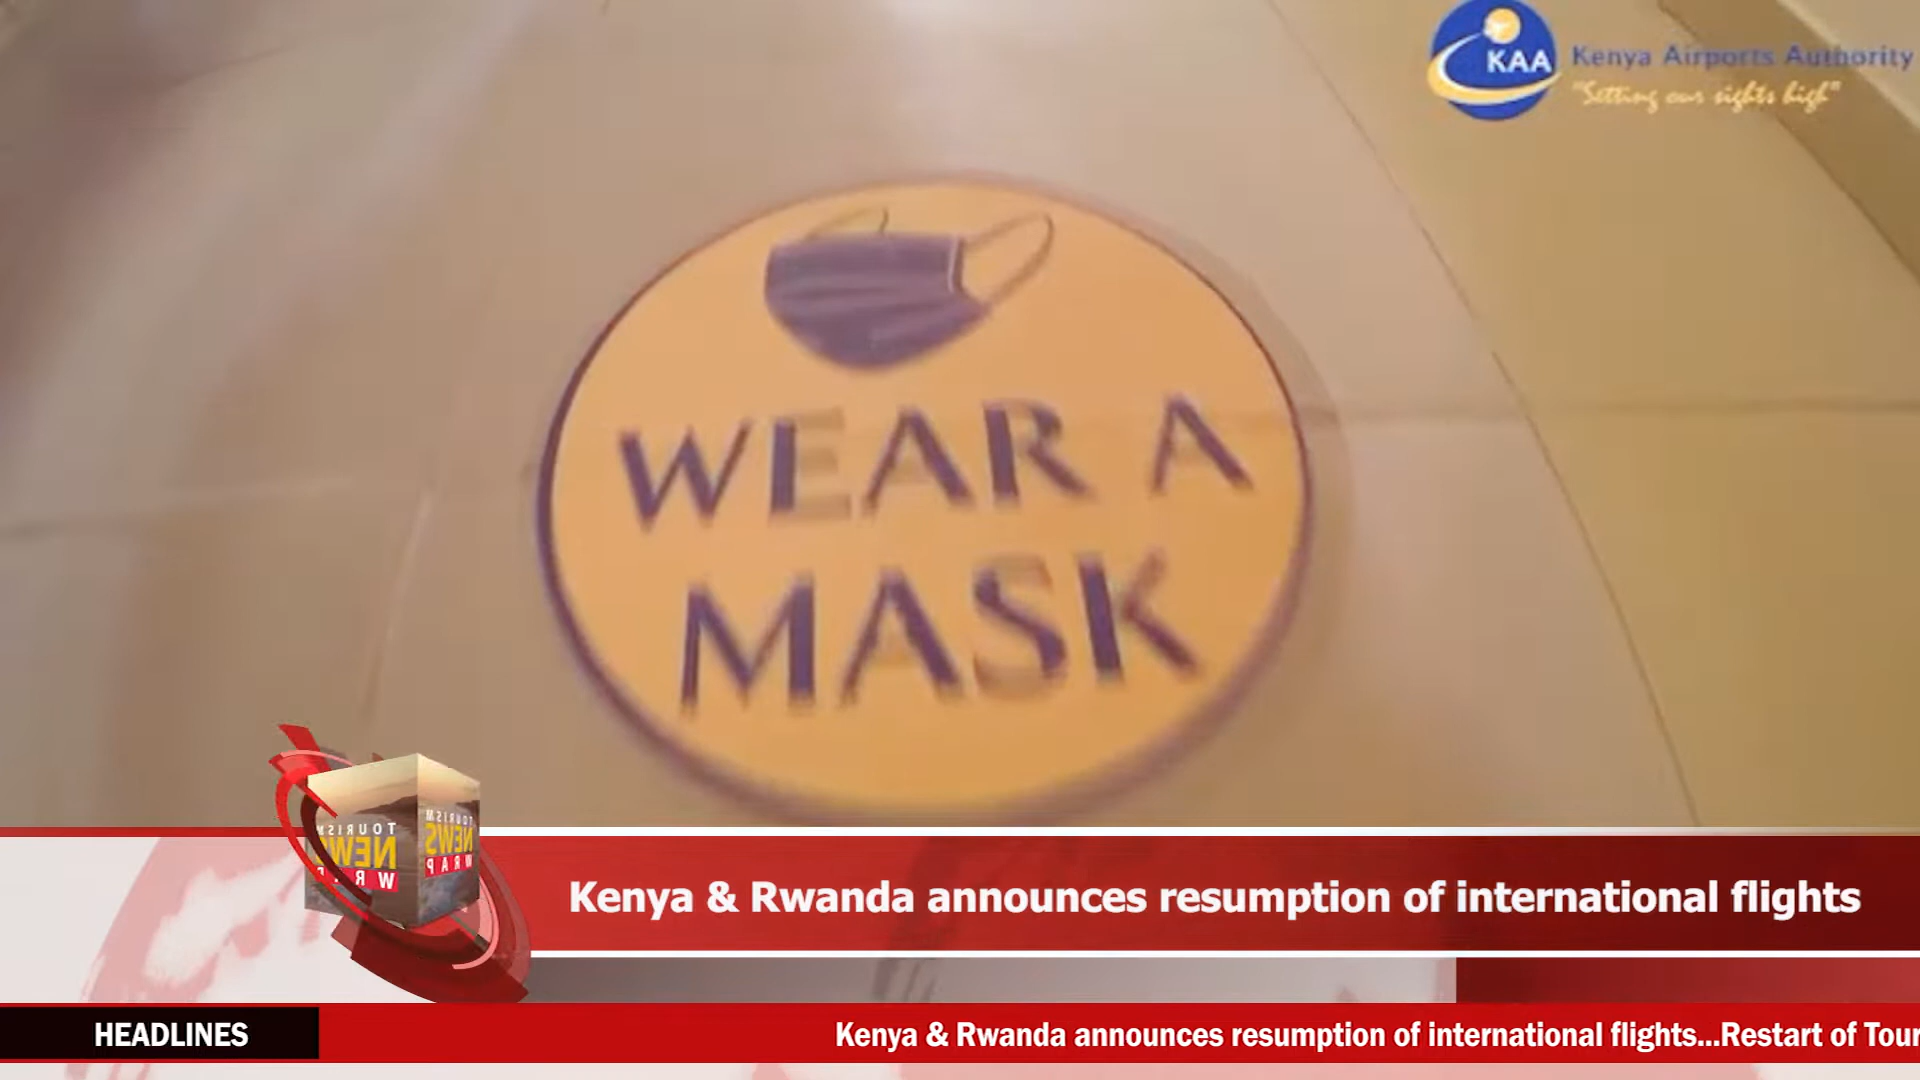 KAA Kenya Airports Authority
"Setting our sights high"
WEAR A
MASK
TOURISM
NEWS
WRAP
TOURISM
NEWS
WRAP
Kenya & Rwanda announces resumption of international flights
HEADLINES
Kenya & Rwanda announces resumption of international flights...Restart of Tour